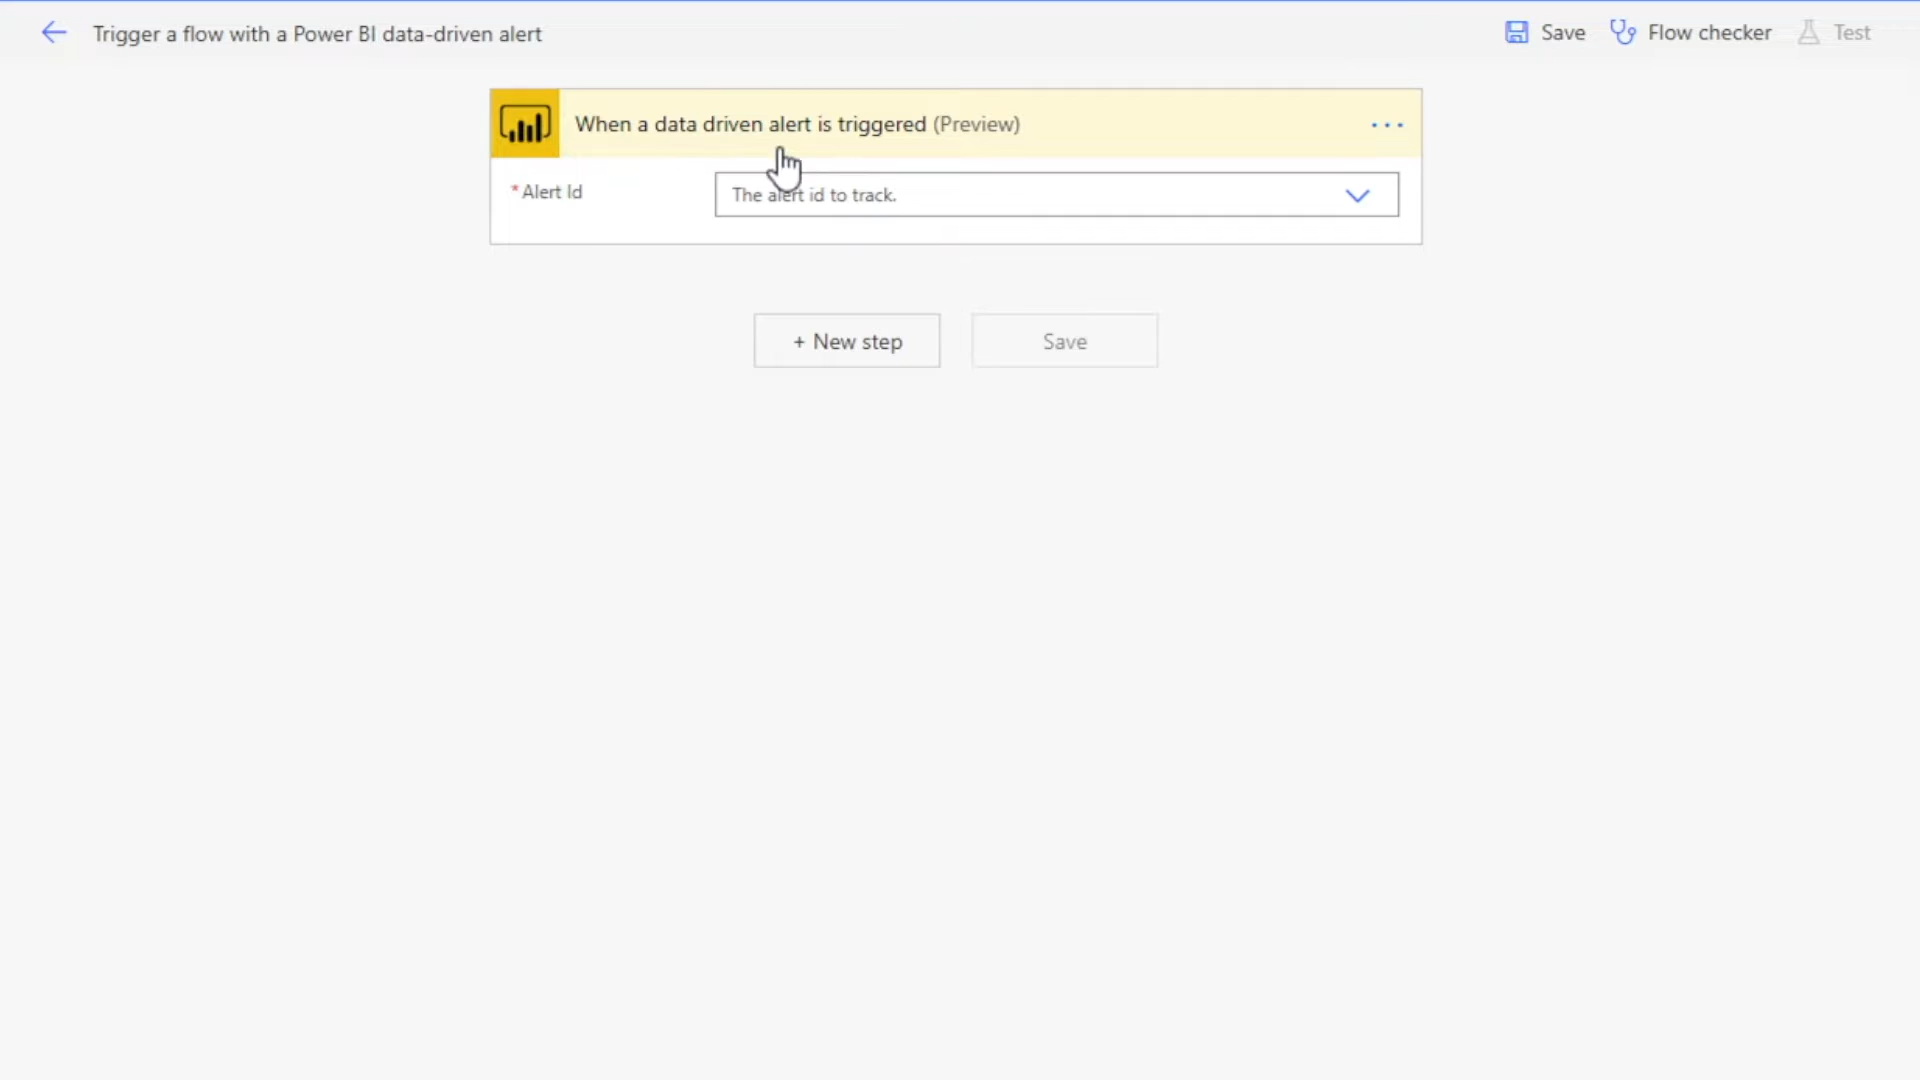 Trigger a flow with a Power BI data-driven alert
Save
Flow checker
Test
When a data driven alert is triggered (Preview)
* Alert Id
The alert id to track.
+ New step
Save